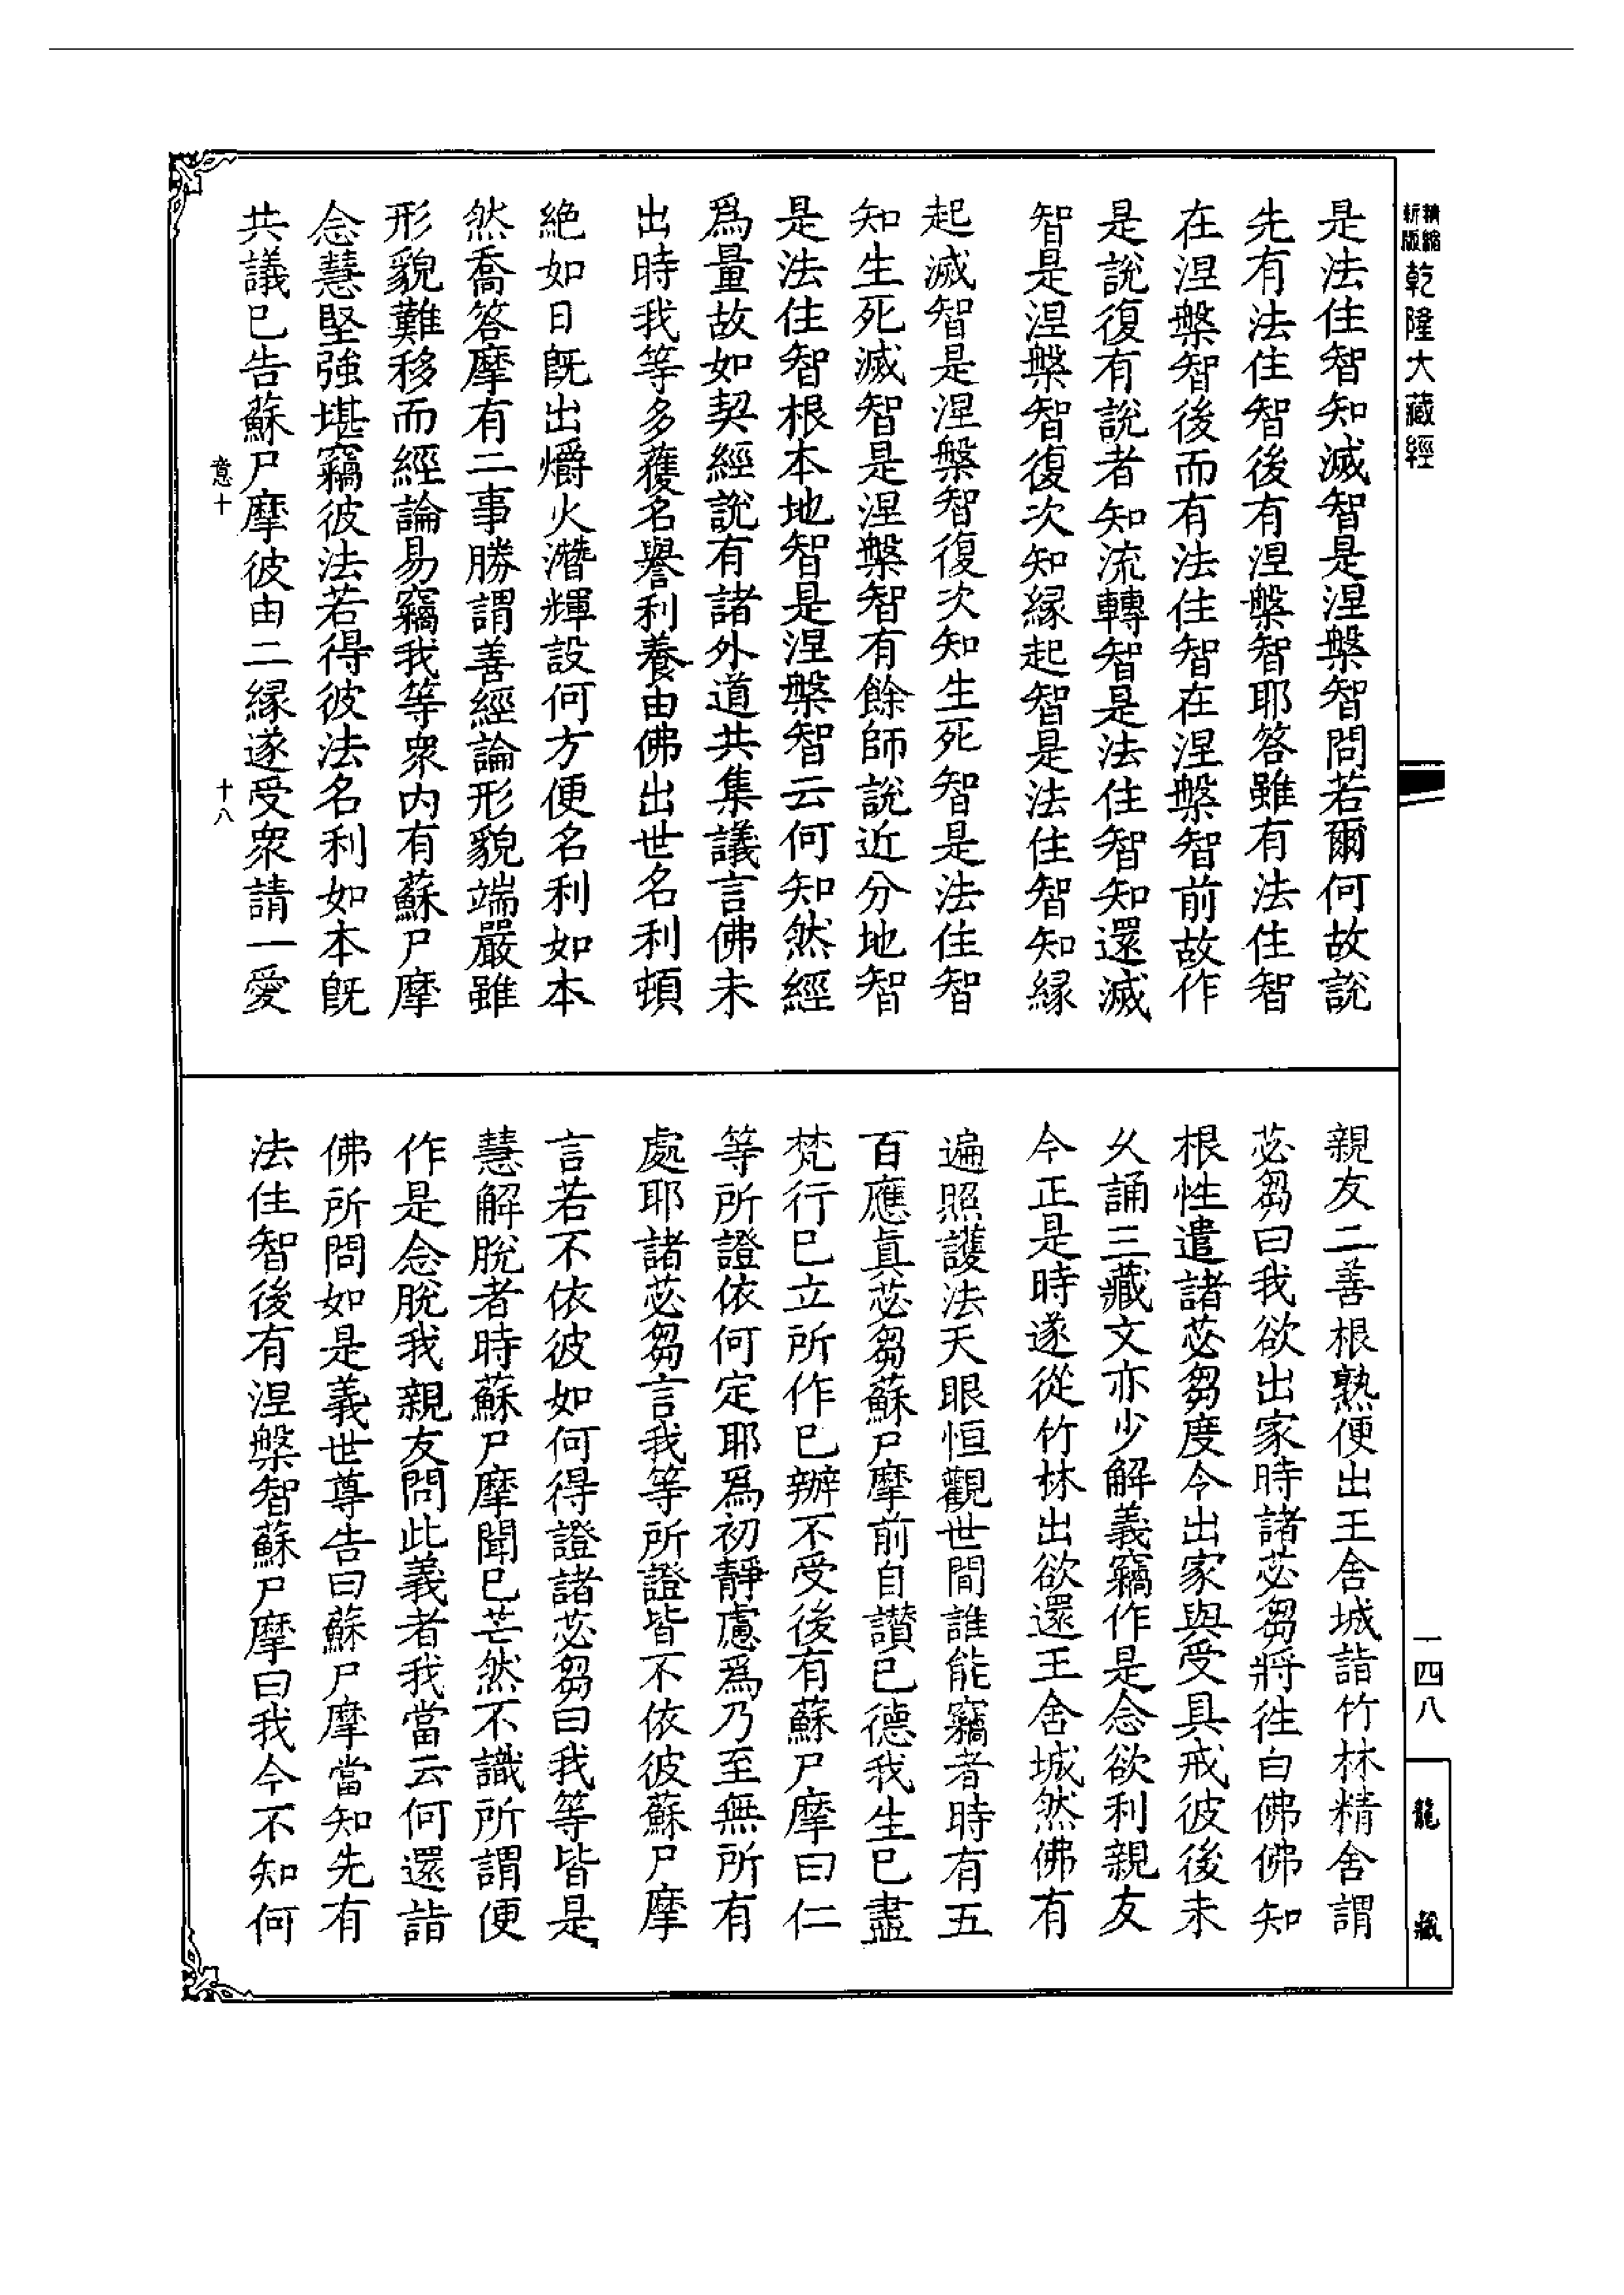 精縮
新版
乾隆大藏經
是法住智知滅智是涅槃智問若爾何故說
先有法住智後有涅槃智耶答雖有法住智
在涅槃智後而有法住智在涅槃智前故作
是說復有說者知流轉智是法住智知還滅
智是涅槃智復次知緣起智是法住智知緣
起滅智是涅槃智復次知生死智是法住智
知生死滅智是涅槃智有餘師說近分地智
是法住智根本地智是涅槃智云何知然經
為量故如契經說有諸外道共集議言佛未
出時我等多獲名譽利養由佛出世名利頓
絕如日既出爝火潛輝設何方便名利如本
然喬答摩有二事勝謂善經論形貌端嚴雖
形貌難移而經論易竊我等衆內有蘇尸摩
念慧堅強堪竊彼法若得彼法名利如本既
共議已告蘇尸摩彼由二緣遂受衆請一愛
意十
十八
親友二善根熟便出王舍城詣竹林精舍謂
苾芻曰我欲出家時諸苾芻將往白佛佛知
根性遣諸苾芻度令出家與受具戒彼後未
久誦三藏文亦少解義竊作是念欲利親友
今正是時遂從竹林出欲還王舍城然佛有
遍照護法天眼恒觀世間誰能竊者時有五
百應真苾芻蘇尸摩前自讚己德我生已盡
梵行已立所作已辦不受後有蘇尸摩曰仁
等所證依何定耶為初靜慮為乃至無所有
處耶諸苾芻言我等所證皆不依彼蘇尸摩
言若不依彼如何得證諸苾芻曰我等皆是
慧解脫者時蘇尸摩聞已芒然不識所謂便
作是念脫我親友問此義者我當云何還詣
佛所問如是義世尊告曰蘇尸摩當知先有
法住智後有涅槃智蘇尸摩曰我今不知何
一四八
龍藏